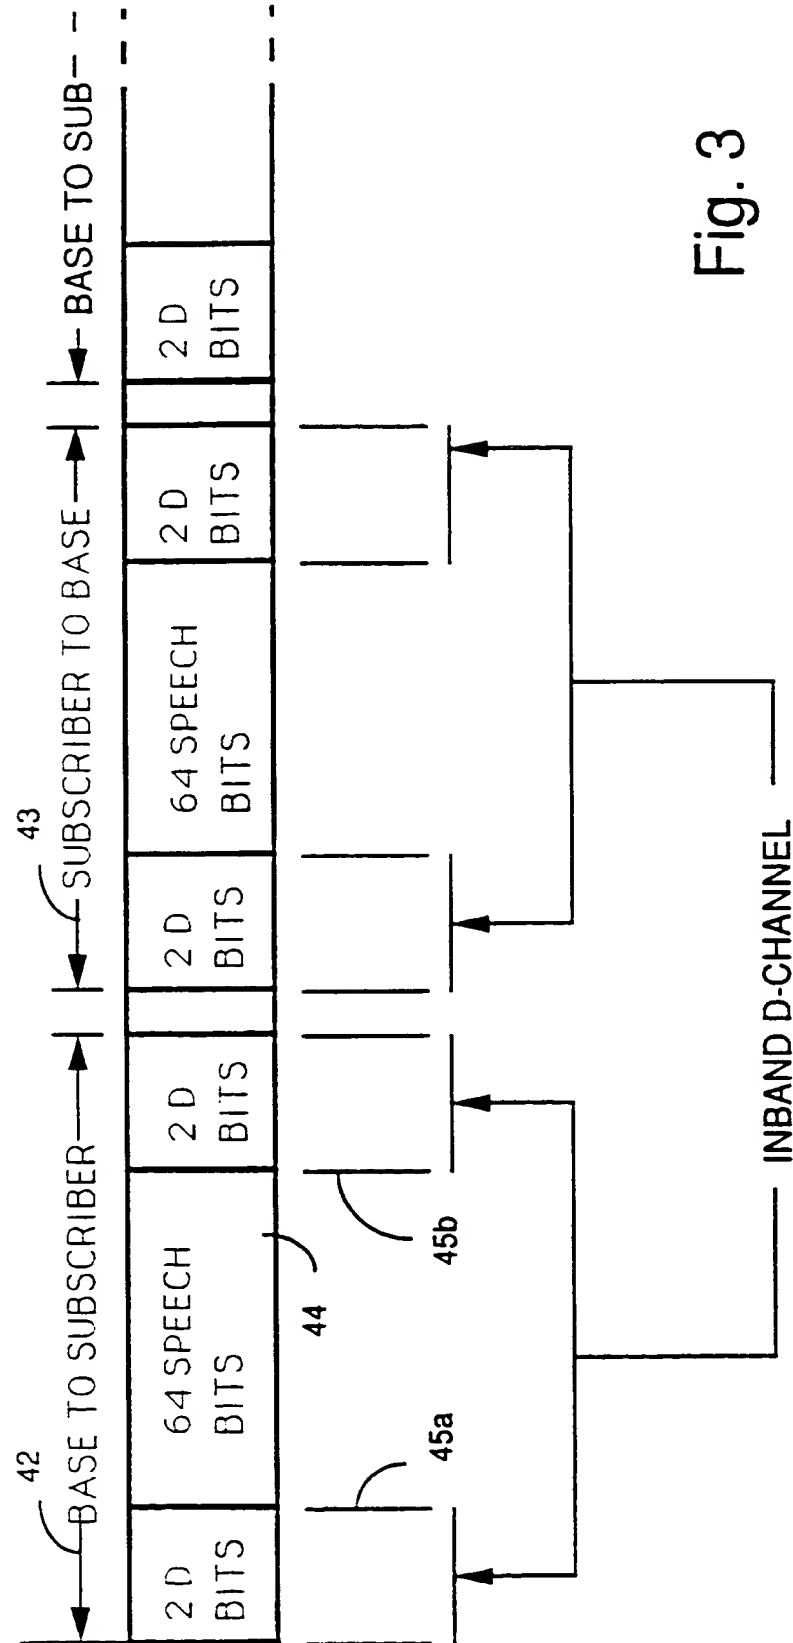 42
43
BASE TO SUBSCRIBER
SUBSCRIBER TO BASE
BASE TO SUB
2 D
BITS
64 SPEECH
BITS
2 D
BITS
2 D
BITS
64 SPEECH
BITS
2 D
BITS
2 D
BITS
45a
44
45b
INBAND D-CHANNEL
Fig. 3